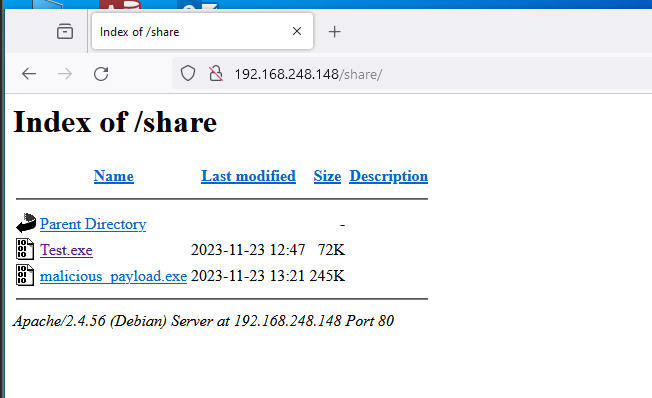 Index of /share
192.168.248.148/share/
Index of /share
Name Last modified Size Description
Parent Directory -
Test.exe 2023-11-23 12:47 72K
malicious_payload.exe 2023-11-23 13:21 245K
Apache/2.4.56 (Debian) Server at 192.168.248.148 Port 80